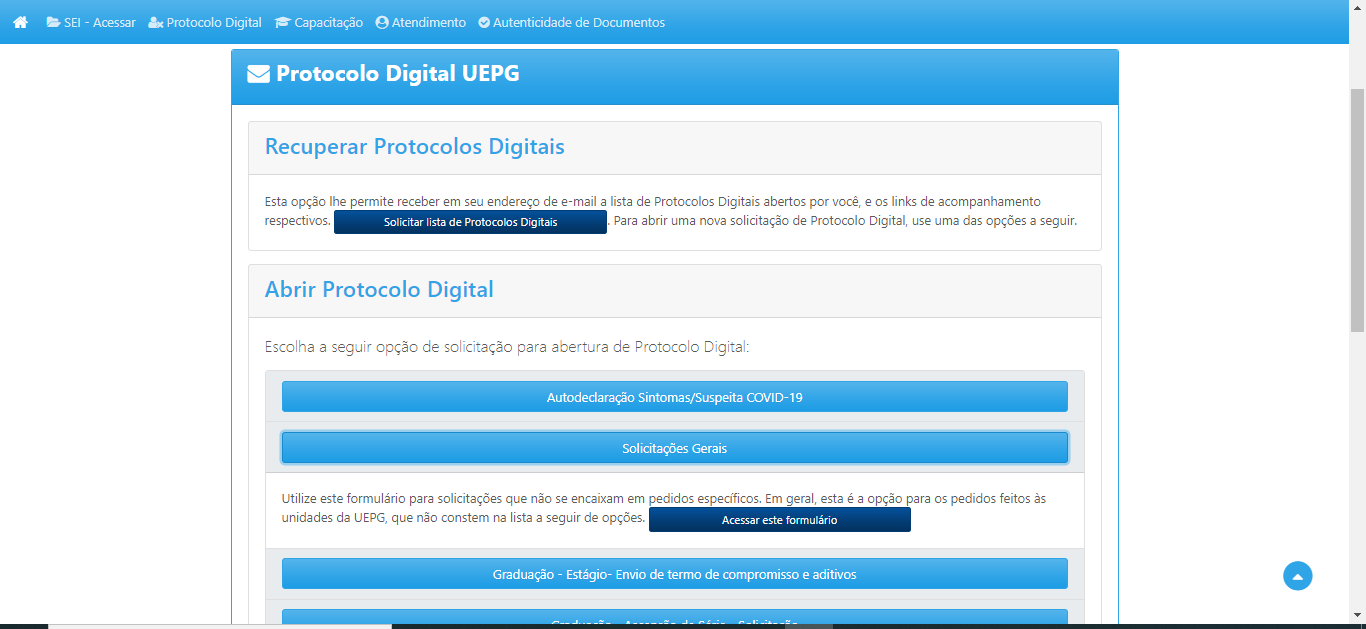 SEI - Acessar Protocolo Digital Capacitação Atendimento Autenticidade de Documentos
Protocolo Digital UEPG
Recuperar Protocolos Digitais
Esta opção lhe permite receber em seu endereço de e-mail a lista de Protocolos Digitais abertos por você, e os links de acompanhamento
respectivos. Solicitar lista de Protocolos Digitais . Para abrir uma nova solicitação de Protocolo Digital, use uma das opções a seguir.
Abrir Protocolo Digital
Escolha a seguir opção de solicitação para abertura de Protocolo Digital:
Autodeclaração Sintomas/Suspeita COVID-19
Solicitações Gerais
Utilize este formulário para solicitações que não se encaixam em pedidos específicos. Em geral, esta é a opção para os pedidos feitos às
unidades da UEPG, que não constem na lista a seguir de opções. Acessar este formulário
Graduação - Estágio- Envio de termo de compromisso e aditivos
Graduação - Ascenção de Série - Solicitação